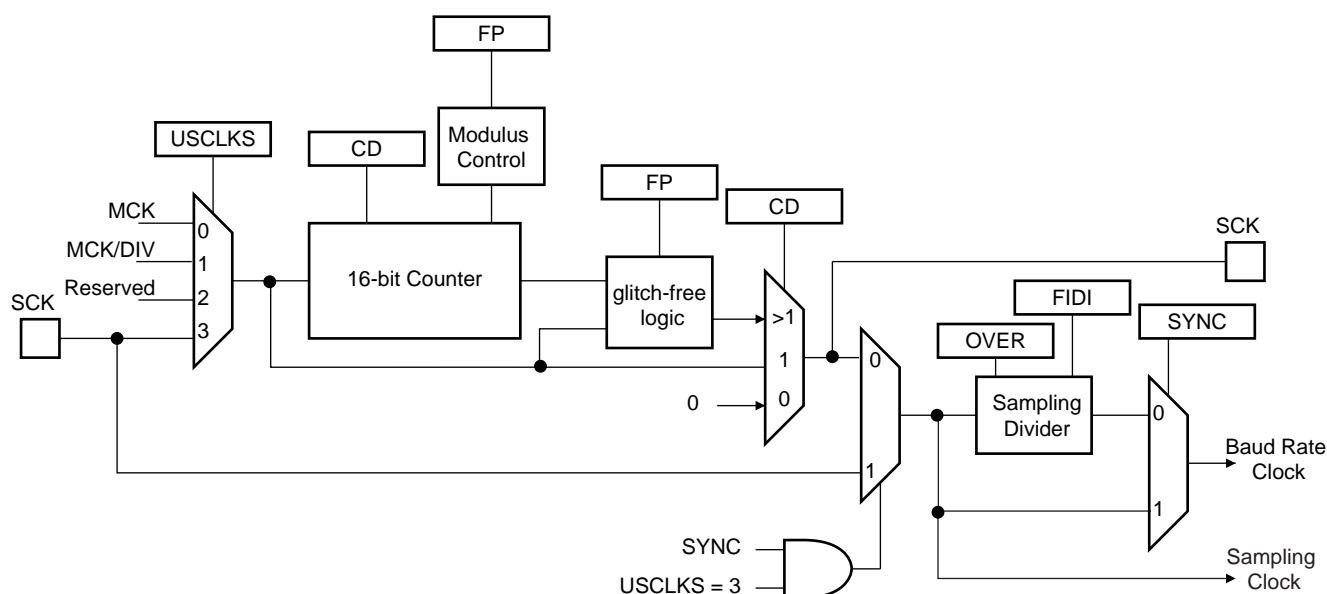 FP
USCLKS
CD
Modulus
Control
FP
CD
MCK
0
MCK/DIV
1
Reserved
2
SCK
3
16-bit Counter
glitch-free
logic
>1
1
0
0
SCK
FIDI
OVER
SYNC
0
1
Sampling
Divider
0
1
Baud Rate
Clock
SYNC
USCLKS = 3
Sampling
Clock